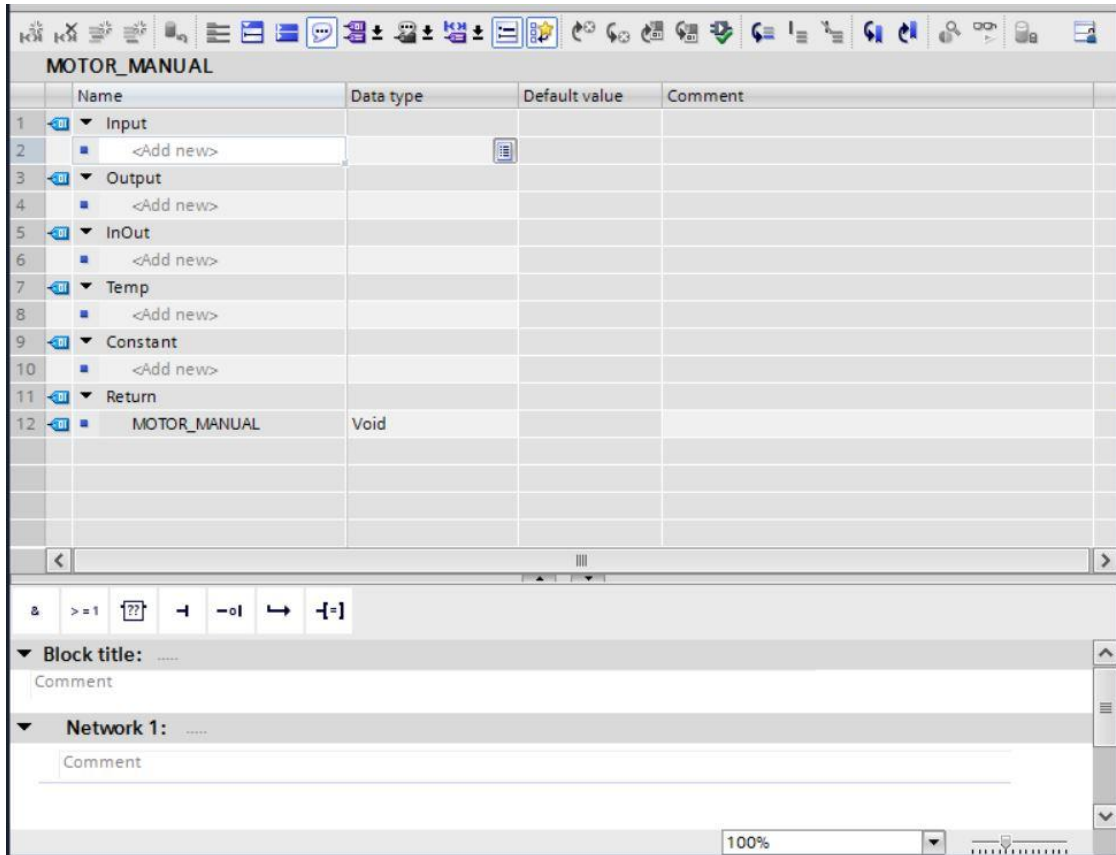 MOTOR_MANUAL
Name Data type Default value Comment
1 Input
2 <Add new>
3 Output
4 <Add new>
5 InOut
6 <Add new>
7 Temp
8 <Add new>
9 Constant
10 <Add new>
11 Return
12 MOTOR_MANUAL Void
& >=1 ?? -[=]
Block title: .....
Comment
Network 1: .....
Comment
100%